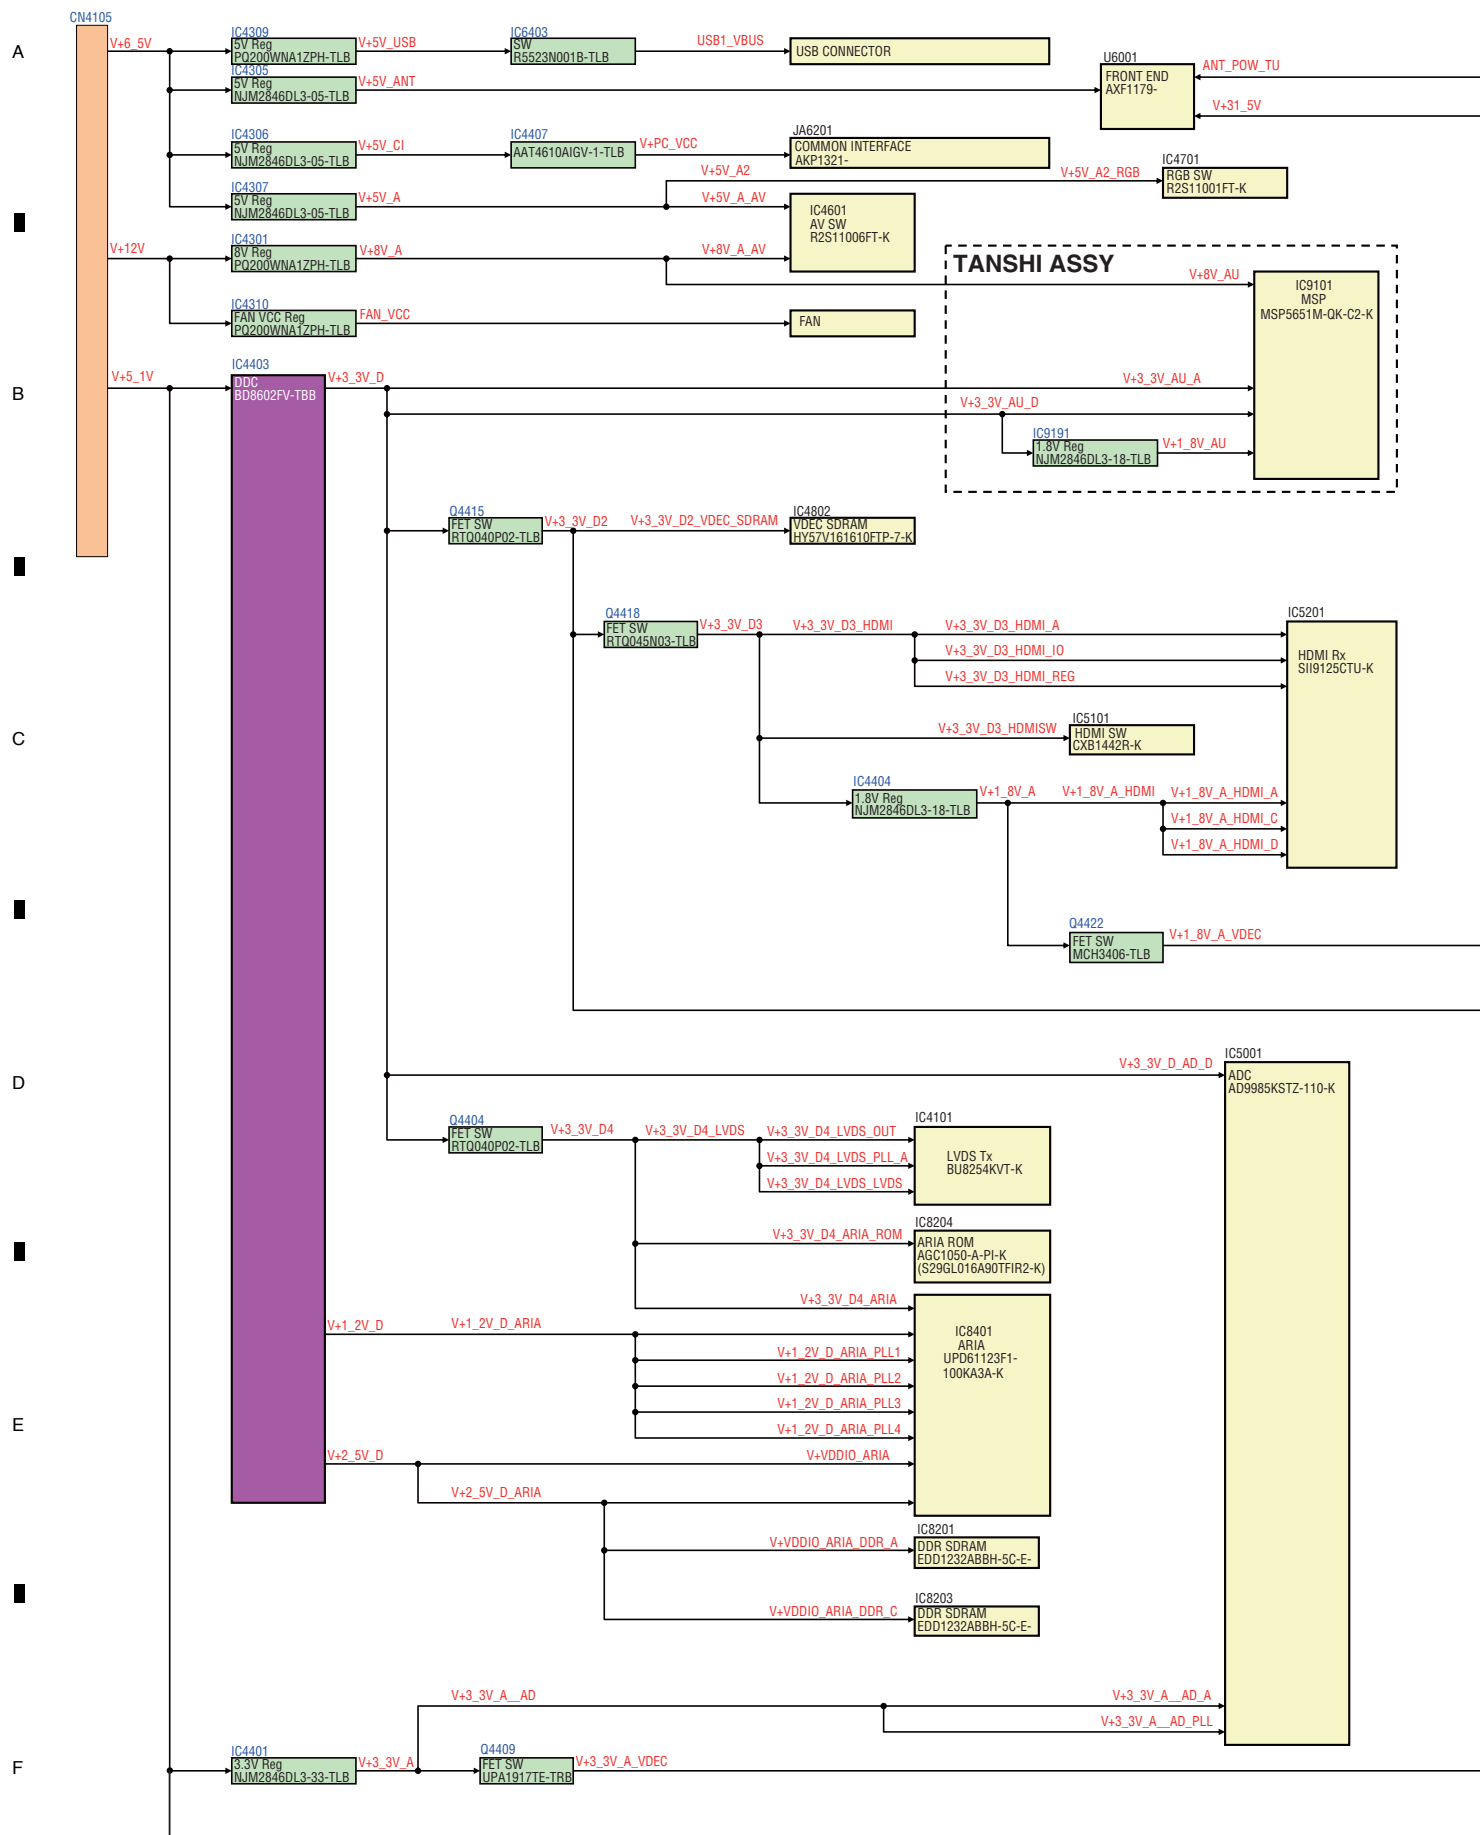 CN4105
A
V+6_5V
IC4309
5V Reg
PQ200WNA1ZPH-TLB
V+5V_USB
IC6403
SW
R5523N001B-TLB
USB1_VBUS
USB CONNECTOR
IC4305
5V Reg
NJM2846DL3-05-TLB
V+5V_ANT
U6001
FRONT END
AXF1179-
ANT_POW_TU
V+31_5V
IC4306
5V Reg
NJM2846DL3-05-TLB
V+5V_CI
IC4407
AAT4610AIGV-1-TLB
V+PC_VCC
JA6201
COMMON INTERFACE
AKP1321-
V+5V_A2
V+5V_A2_RGB
IC4701
RGB SW
R2S11001FT-K
IC4307
5V Reg
NJM2846DL3-05-TLB
V+5V_A
V+5V_A_AV
IC4601
AV SW
R2S11006FT-K
V+12V
IC4301
8V Reg
PQ200WNA1ZPH-TLB
V+8V_A
V+8V_A_AV
TANSHI ASSY
V+8V_AU
IC9101
MSP
MSP5651M-QK-C2-K
IC4310
FAN VCC Reg
PQ200WNA1ZPH-TLB
FAN_VCC
FAN
B
V+5_1V
IC4403
DDC
BD8602FV-TBB
V+3_3V_D
V+3_3V_AU_A
V+3_3V_AU_D
IC9191
1.8V Reg
NJM2846DL3-18-TLB
V+1_8V_AU
Q4415
FET SW
RTQ040P02-TLB
V+3_3V_D2
V+3_3V_D2_VDEC_SDRAM
IC4802
VDEC SDRAM
HY57V161610FTP-7-K
Q4418
FET SW
RTQ045N03-TLB
V+3_3V_D3
V+3_3V_D3_HDMI
V+3_3V_D3_HDMI_A
V+3_3V_D3_HDMI_IO
V+3_3V_D3_HDMI_REG
IC5201
HDMI Rx
SII9125CTU-K
C
V+3_3V_D3_HDMISW
IC5101
HDMI SW
CXB1442R-K
IC4404
1.8V Reg
NJM2846DL3-18-TLB
V+1_8V_A
V+1_8V_A_HDMI
V+1_8V_A_HDMI_A
V+1_8V_A_HDMI_C
V+1_8V_A_HDMI_D
Q4422
FET SW
MCH3406-TLB
V+1_8V_A_VDEC
D
V+3_3V_D_AD_D
IC5001
ADC
AD9985KSTZ-110-K
Q4404
FET SW
RTQ040P02-TLB
V+3_3V_D4
V+3_3V_D4_LVDS
V+3_3V_D4_LVDS_OUT
V+3_3V_D4_LVDS_PLL_A
V+3_3V_D4_LVDS_LVDS
IC4101
LVDS Tx
BU8254KVT-K
V+3_3V_D4_ARIA_ROM
IC8204
ARIA ROM
AGC1050-A-PI-K
(S29GL016A90TFIR2-K)
V+3_3V_D4_ARIA
V+1_2V_D
V+1_2V_D_ARIA
IC8401
ARIA
UPD61123F1-
100KA3A-K
V+1_2V_D_ARIA_PLL1
V+1_2V_D_ARIA_PLL2
V+1_2V_D_ARIA_PLL3
E
V+1_2V_D_ARIA_PLL4
V+2_5V_D
V+VDDIO_ARIA
V+2_5V_D_ARIA
V+VDDIO_ARIA_DDR_A
IC8201
DDR SDRAM
EDD1232ABBH-5C-E-
V+VDDIO_ARIA_DDR_C
IC8203
DDR SDRAM
EDD1232ABBH-5C-E-
V+3_3V_A__AD
V+3_3V_A__AD_A
V+3_3V_A__AD_PLL
F
IC4401
3.3V Reg
NJM2846DL3-33-TLB
V+3_3V_A
Q4409
FET SW
UPA1917TE-TRB
V+3_3V_A_VDEC